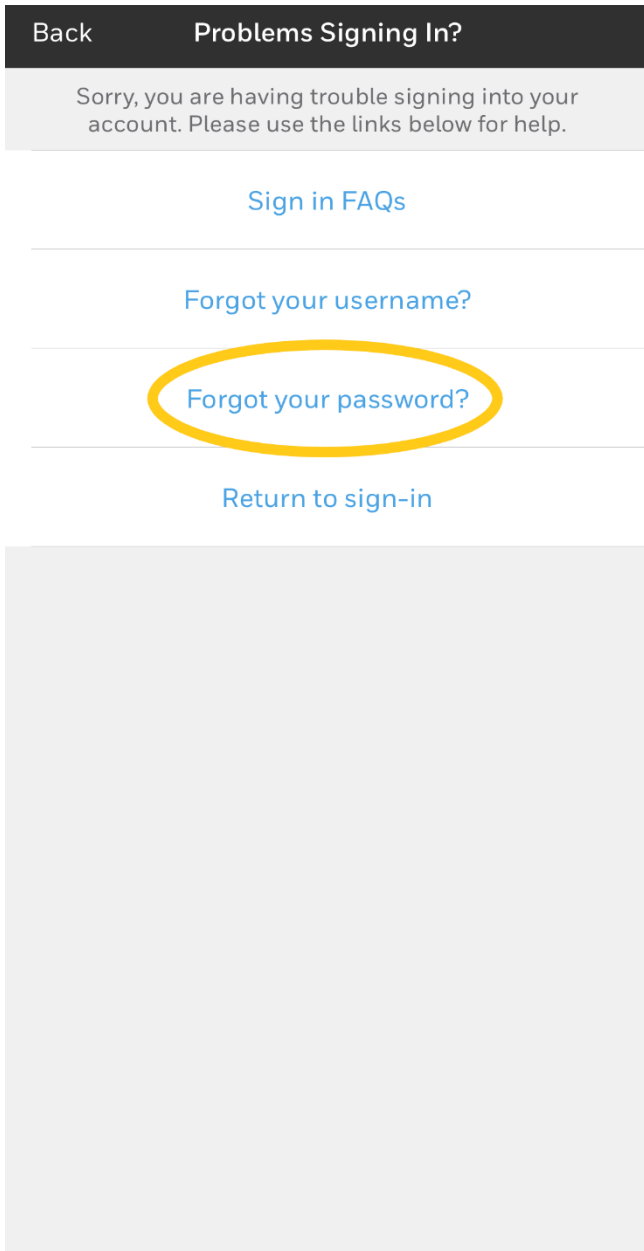 Back
Problems Signing In?
Sorry, you are having trouble signing into your
account. Please use the links below for help.
Sign in FAQs
Forgot your username?
Forgot your password?
Return to sign-in